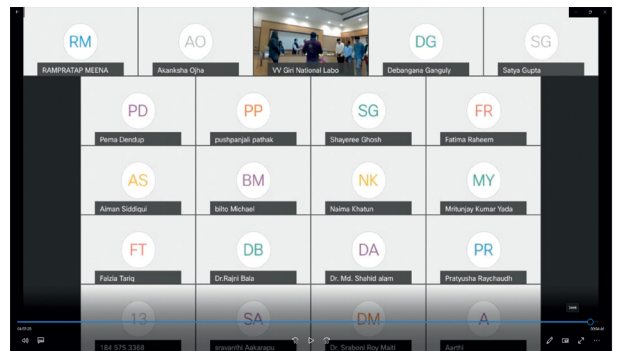 RM AO DG SG
RAMPRATAP MEENA Akanksha Ojha VV Giri National Labo Debangana Ganguly Satya Gupta
PD PP SG FR
Pema Dendup pushpanjali pathak Shayeree Ghosh Fatima Raheem
AS BM NK MY
Aiman Siddiqui bilto Michael Naima Khatun Mritunjay Kumar Yada
FT DB DA PR
Faizia Tariq Dr.Rajni Bala Dr. Md. Shahid alam Pratyusha Raychaudh
13 SA DM A
184 575 3368 sravanthi Aakarapu Dr. Sraboni Roy Maiti Aarthi